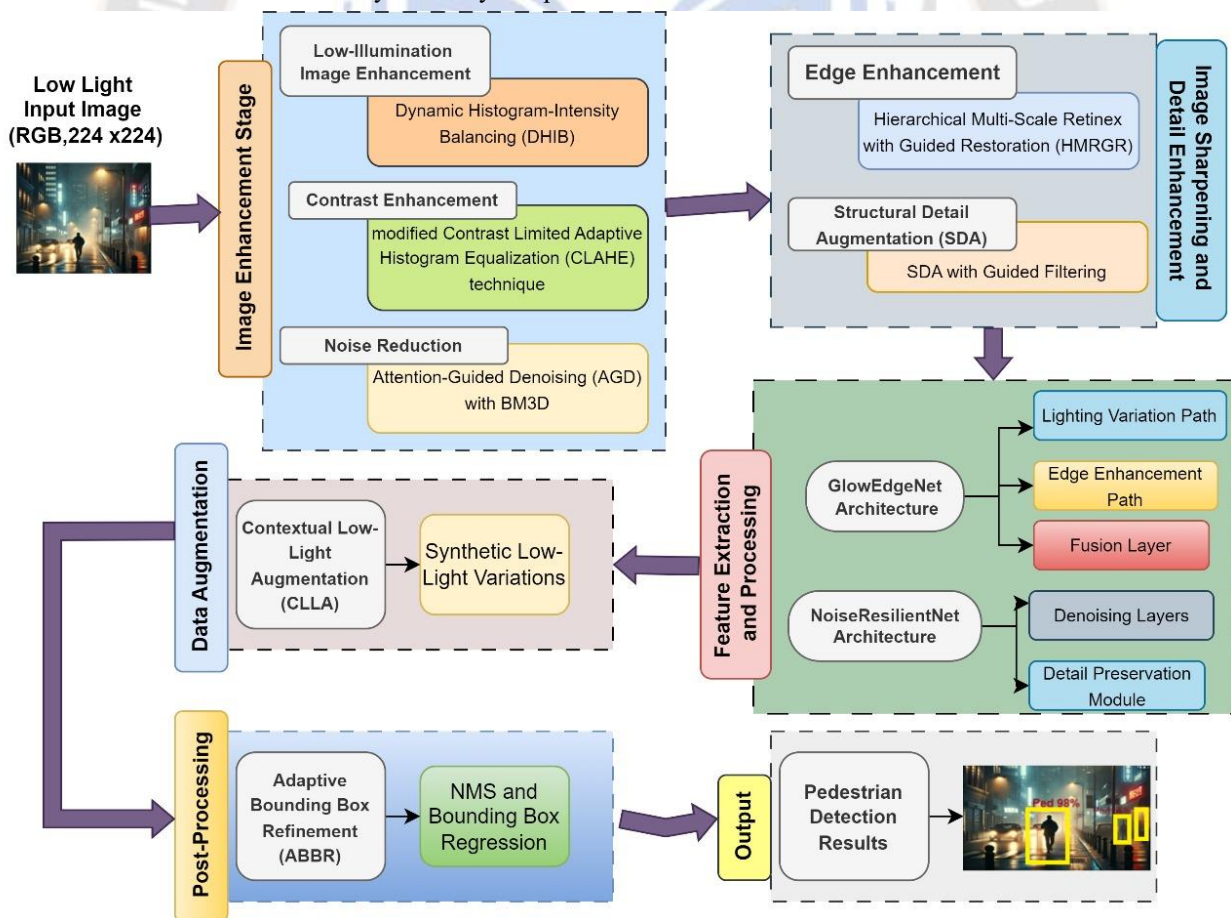 Low Light
Input Image
(RGB,224 x224)
Image Enhancement Stage
Low-Illumination
Image Enhancement
Dynamic Histogram-Intensity
Balancing (DHIB)
Contrast Enhancement
modified Contrast Limited Adaptive
Histogram Equalization (CLAHE)
technique
Noise Reduction
Attention-Guided Denoising (AGD)
with BM3D
Edge Enhancement
Hierarchical Multi-Scale Retinex
with Guided Restoration (HMRGR)
Structural Detail
Augmentation (SDA)
SDA with Guided Filtering
Image Sharpening and
Detail Enhancement
Feature Extraction
and Processing
GlowEdgeNet
Architecture
Lighting Variation Path
Edge Enhancement
Path
Fusion Layer
NoiseResilientNet
Architecture
Denoising Layers
Detail Preservation
Module
Data Augmentation
Contextual Low-
Light
Augmentation
(CLLA)
Synthetic Low-
Light Variations
Post-Processing
Adaptive
Bounding Box
Refinement
(ABBR)
NMS and
Bounding Box
Regression
Output
Pedestrian
Detection
Results
Ped 98%